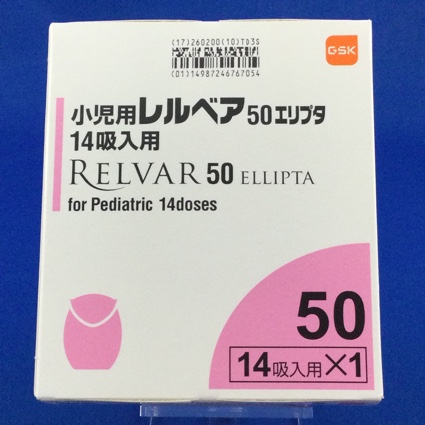 (17)260200(10)TD3S
(01)14987246767054
GSK
小児用レルベア50エリプタ
14吸入用
RELVAR 50 ELLIPTA
for Pediatric 14doses
50
14吸入用×1